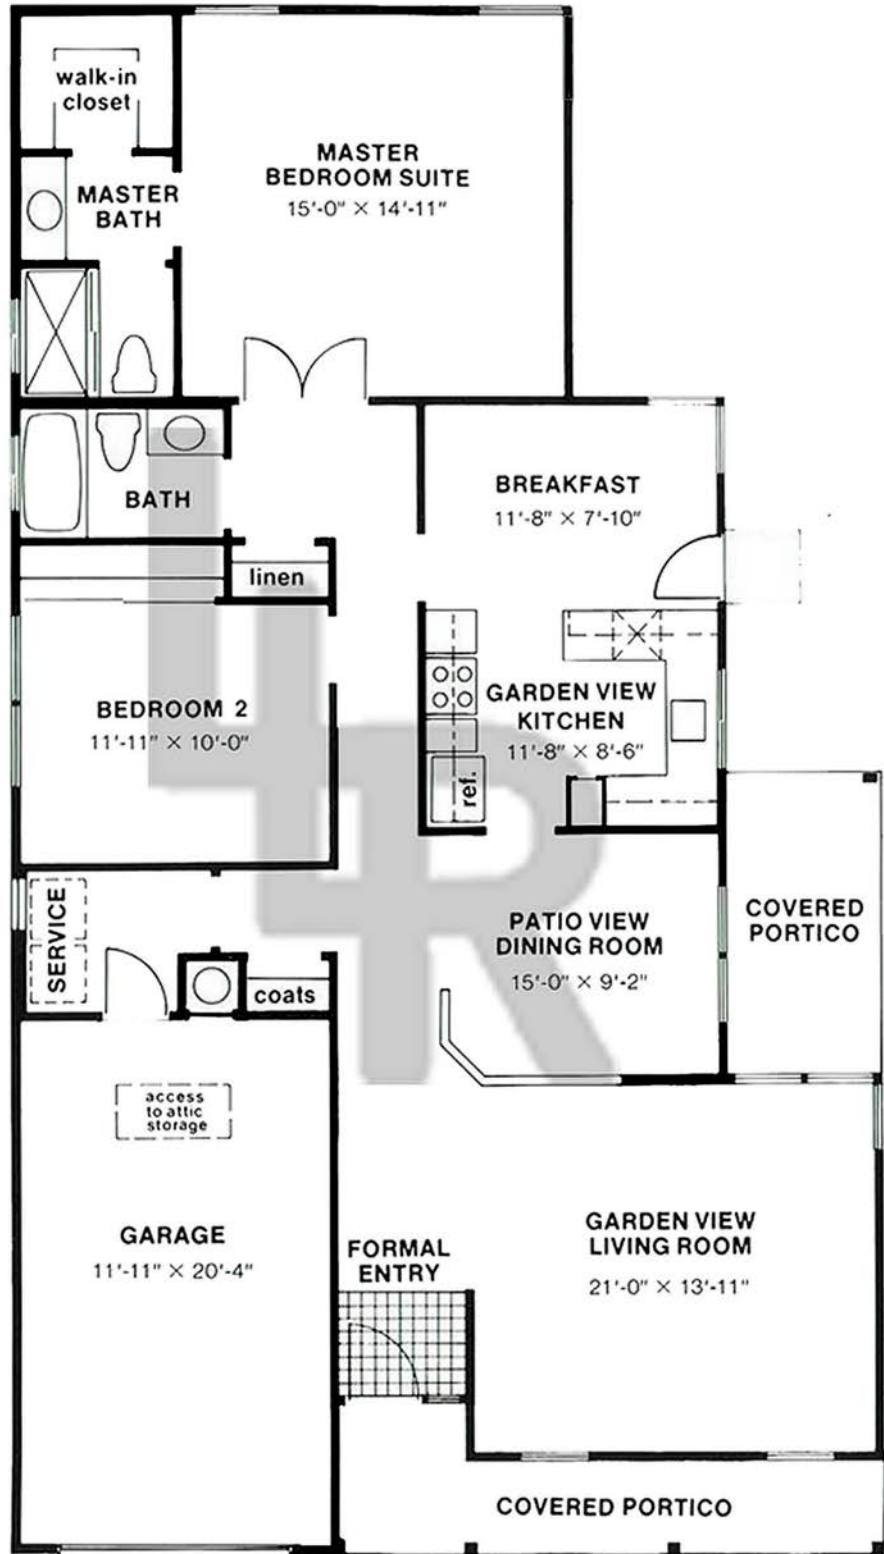 walk-in
closet
MASTER
BEDROOM SUITE
15'-0" × 14'-11"
MASTER
BATH
BATH
BREAKFAST
11'-8" × 7'-10"
linen
BEDROOM 2
11'-11" × 10'-0"
GARDEN VIEW
KITCHEN
11'-8" × 8'-6"
ref.
SERVICE
PATIO VIEW
DINING ROOM
15'-0" × 9'-2"
COVERED
PORTICO
coats
access
to attic
storage
GARAGE
11'-11" × 20'-4"
FORMAL
ENTRY
GARDEN VIEW
LIVING ROOM
21'-0" × 13'-11"
COVERED PORTICO